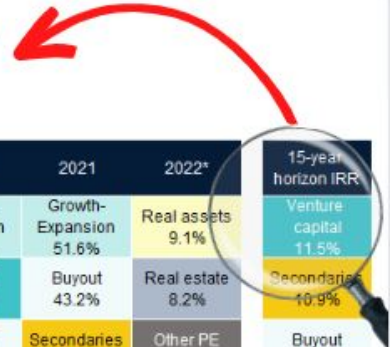 2021 2022* 15-year
horizon IRR
Growth-
Expansion
51.6%
Real assets
9.1%
Venture
capital
11.5%
Buyout
43.2%
Real estate
8.2%
Secondaries
10.9%
Secondaries Other PE Buyout